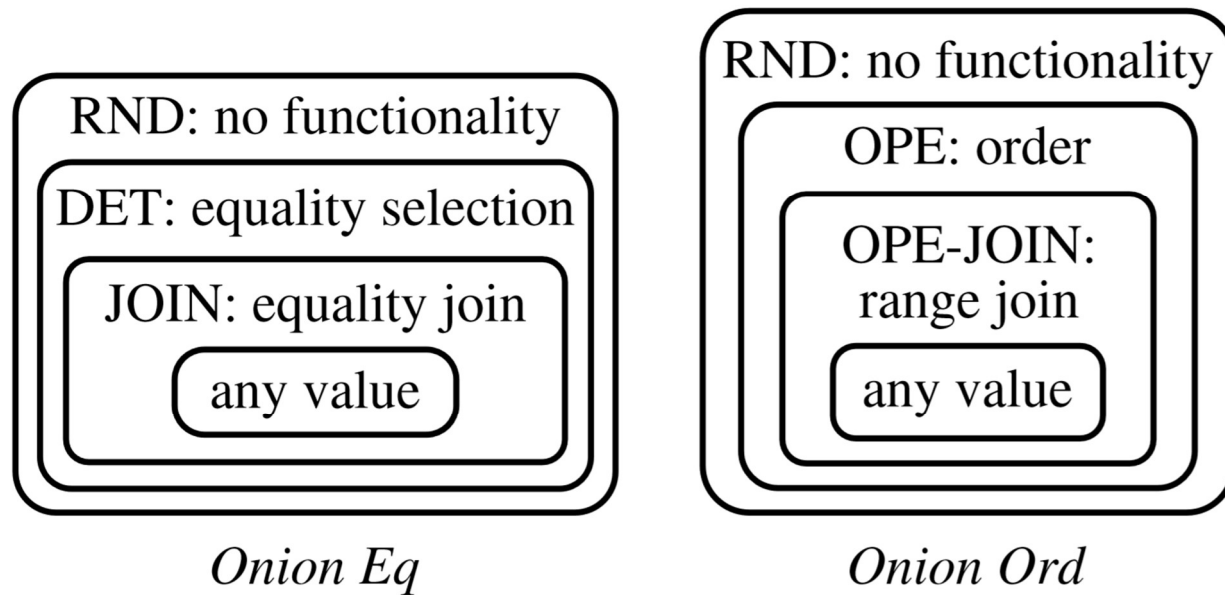 RND: no functionality
DET: equality selection
JOIN: equality join
any value
Onion Eq
RND: no functionality
OPE: order
OPE-JOIN:
range join
any value
Onion Ord